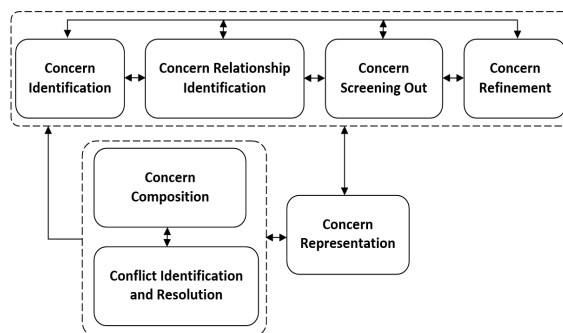 Concern
Identification
Concern Relationship
Identification
Concern
Screening Out
Concern
Refinement
Concern
Composition
Conflict Identification
and Resolution
Concern
Representation